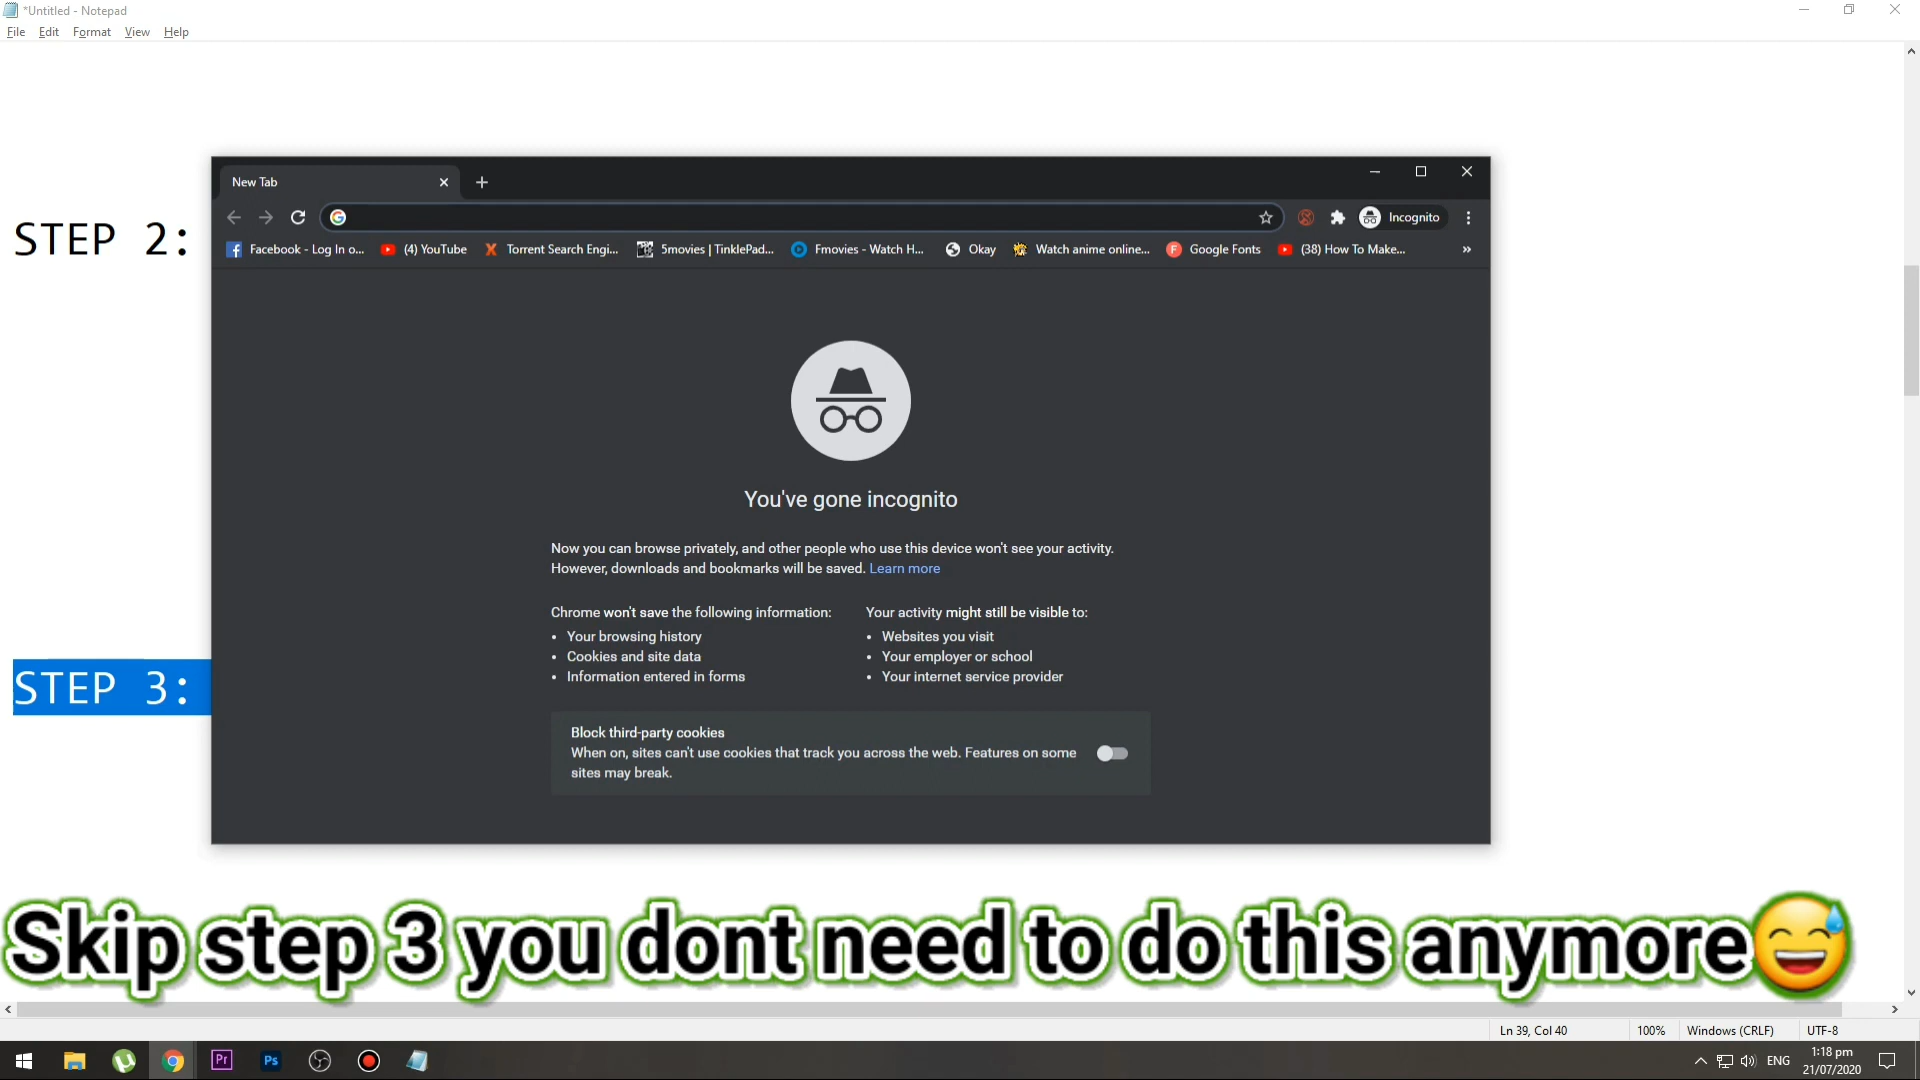 *Untitled - Notepad
File Edit Format View Help
New Tab
Incognito
Facebook - Log In o... (4) YouTube Torrent Search Engi... 5movies | TinklePad... Fmovies - Watch H... Okay Watch anime online... Google Fonts (38) How To Make... »
STEP 2:
You've gone incognito
Now you can browse privately, and other people who use this device won't see your activity.
However, downloads and bookmarks will be saved. Learn more
Chrome won't save the following information:
• Your browsing history
• Cookies and site data
• Information entered in forms
Your activity might still be visible to:
• Websites you visit
• Your employer or school
• Your internet service provider
STEP 3:
Block third-party cookies
When on, sites can't use cookies that track you across the web. Features on some
sites may break.
Skip step 3 you dont need to do this anymore😅
Ln 39, Col 40 100% Windows (CRLF) UTF-8
Pr Ps ENG 1:18 pm
21/07/2020